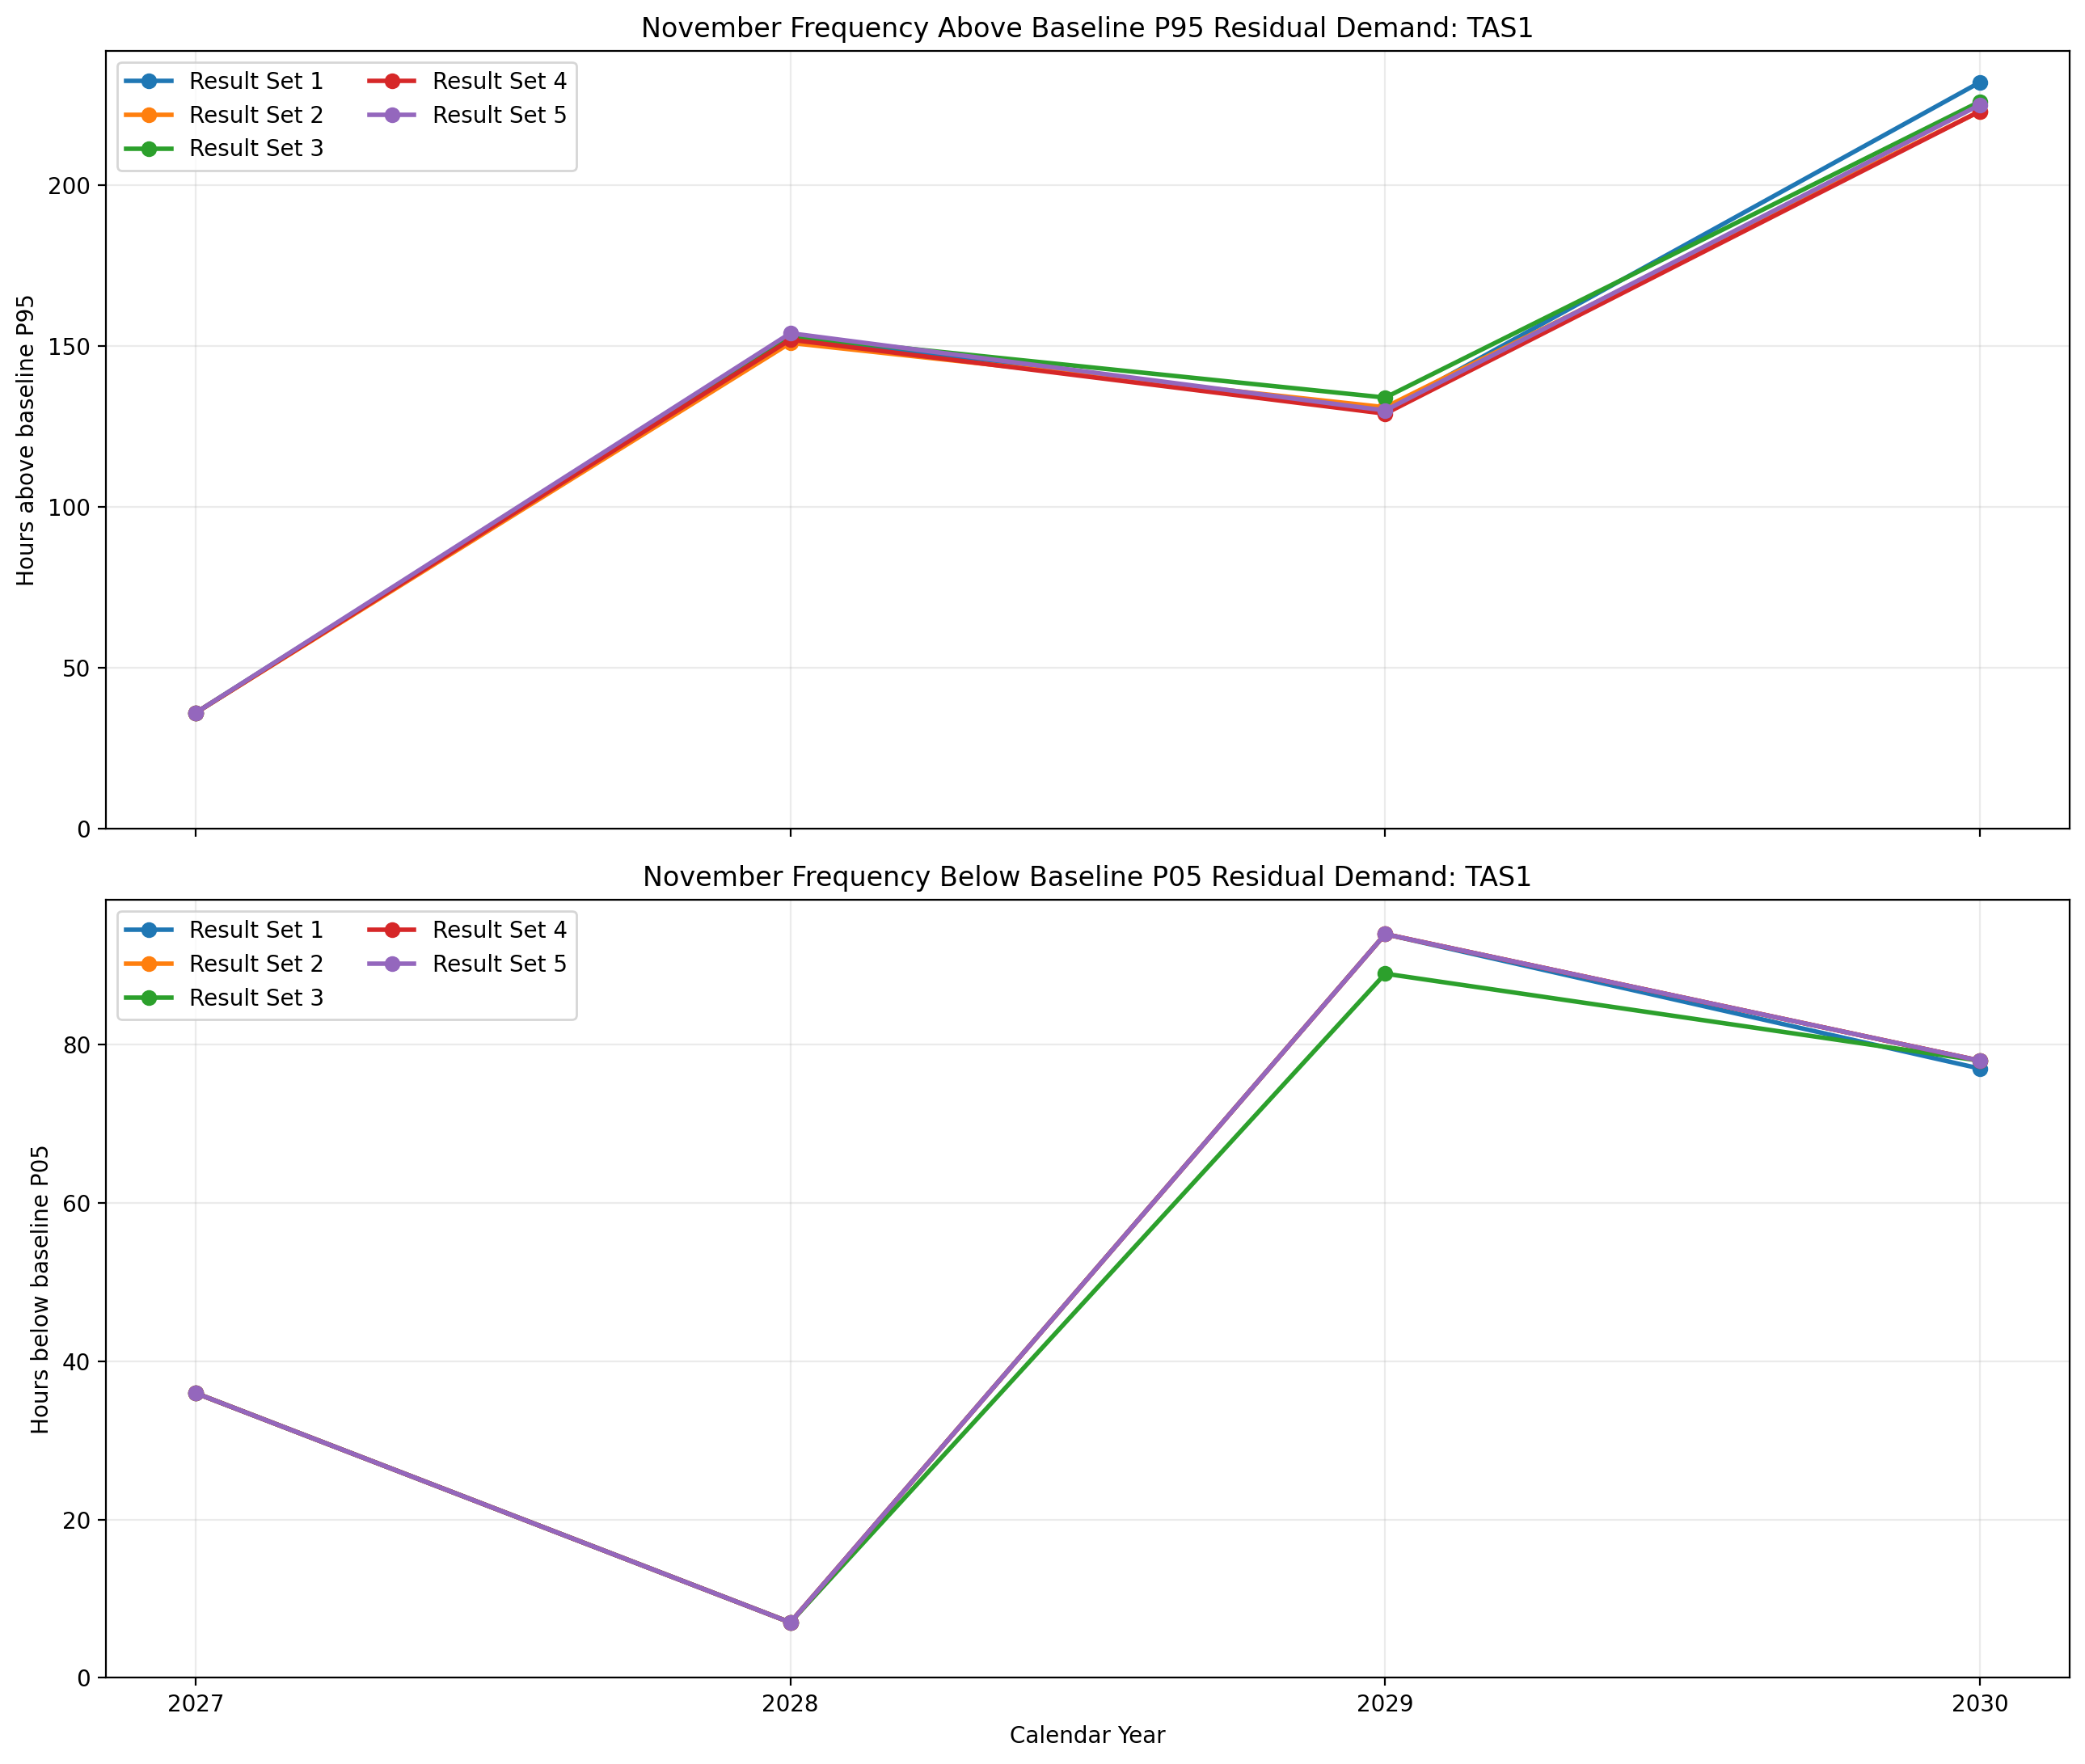 November Frequency Above Baseline P95 Residual Demand: TAS1
Result Set 1
Result Set 2
Result Set 3
Result Set 4
Result Set 5
Hours above baseline P95
200
150
100
50
0
November Frequency Below Baseline P05 Residual Demand: TAS1
Result Set 1
Result Set 2
Result Set 3
Result Set 4
Result Set 5
Hours below baseline P05
80
60
40
20
0
2027 2028 2029 2030
Calendar Year